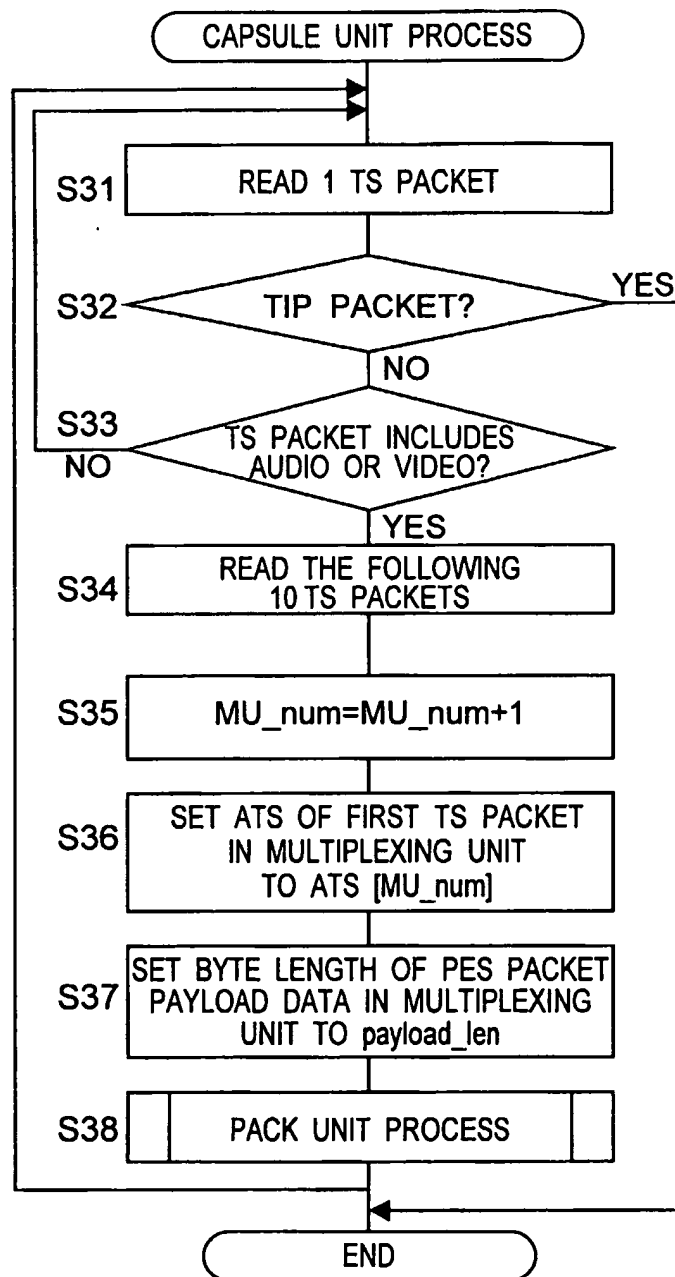 CAPSULE UNIT PROCESS
S31
READ 1 TS PACKET
S32
TIP PACKET?
YES
NO
S33
TS PACKET INCLUDES
AUDIO OR VIDEO?
NO
YES
S34
READ THE FOLLOWING
10 TS PACKETS
S35
MU_num=MU_num+1
S36
SET ATS OF FIRST TS PACKET
IN MULTIPLEXING UNIT
TO ATS [MU_num]
S37
SET BYTE LENGTH OF PES PACKET
PAYLOAD DATA IN MULTIPLEXING
UNIT TO payload_len
S38
PACK UNIT PROCESS
END